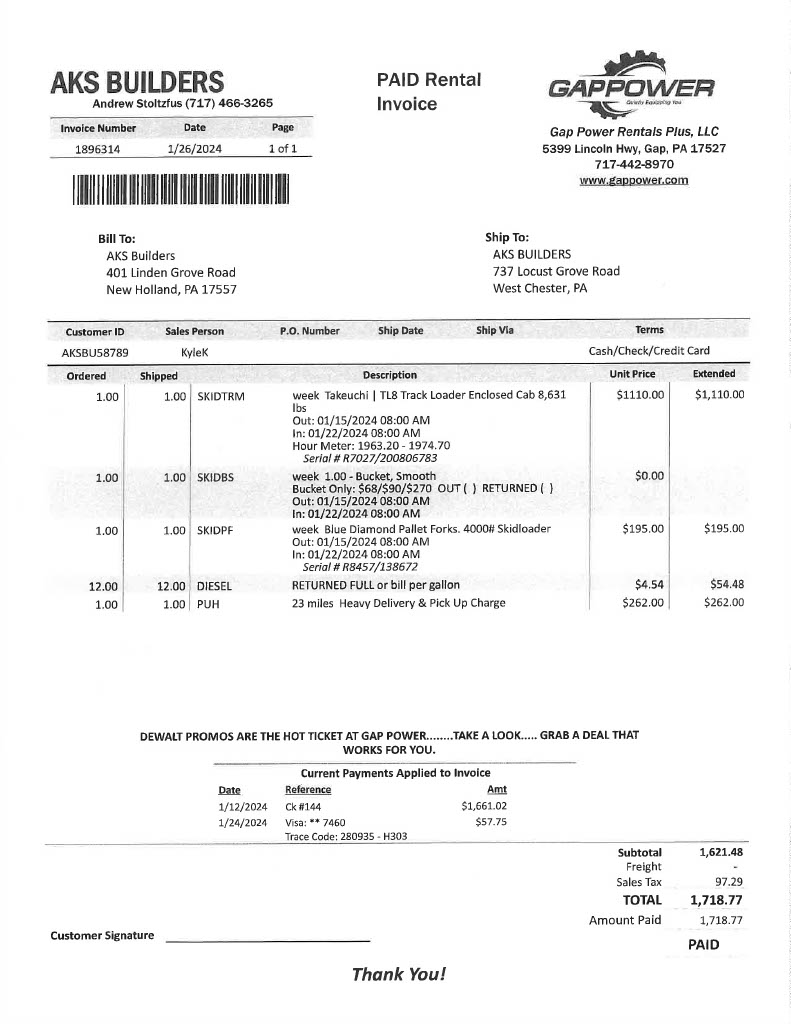 AKS BUILDERS
Andrew Stoltzfus (717) 466-3265
PAID Rental
Invoice
GAPPOWER
Quietly Equipping You
Gap Power Rentals Plus, LLC
5399 Lincoln Hwy, Gap, PA 17527
717-442-8970
www.gappower.com
Invoice Number Date Page
1896314 1/26/2024 1 of 1
Bill To:
AKS Builders
401 Linden Grove Road
New Holland, PA 17557
Ship To:
AKS BUILDERS
737 Locust Grove Road
West Chester, PA
Customer ID Sales Person P.O. Number Ship Date Ship Via Terms
AKSBU58789 KyleK Cash/Check/Credit Card
Ordered Shipped Description Unit Price Extended
1.00 1.00 SKIDTRM week Takeuchi | TL8 Track Loader Enclosed Cab 8,631 $1110.00 $1,110.00
lbs
Out: 01/15/2024 08:00 AM
In: 01/22/2024 08:00 AM
Hour Meter: 1963.20 - 1974.70
Serial # R7027/200806783
1.00 1.00 SKIDBS week 1.00 - Bucket, Smooth $0.00
Bucket Only: $68/$90/$270 OUT ( ) RETURNED ( )
Out: 01/15/2024 08:00 AM
In: 01/22/2024 08:00 AM
1.00 1.00 SKIDPF week Blue Diamond Pallet Forks. 4000# Skidloader $195.00 $195.00
Out: 01/15/2024 08:00 AM
In: 01/22/2024 08:00 AM
Serial # R8457/138672
12.00 12.00 DIESEL RETURNED FULL or bill per gallon $4.54 $54.48
1.00 1.00 PUH 23 miles Heavy Delivery & Pick Up Charge $262.00 $262.00
DEWALT PROMOS ARE THE HOT TICKET AT GAP POWER........TAKE A LOOK..... GRAB A DEAL THAT
WORKS FOR YOU.
Current Payments Applied to Invoice
Date Reference Amt
1/12/2024 Ck #144 $1,661.02
1/24/2024 Visa: ** 7460 $57.75
Trace Code: 280935 - H303
Subtotal 1,621.48
Freight -
Sales Tax 97.29
TOTAL 1,718.77
Amount Paid 1,718.77
Customer Signature
PAID
Thank You!